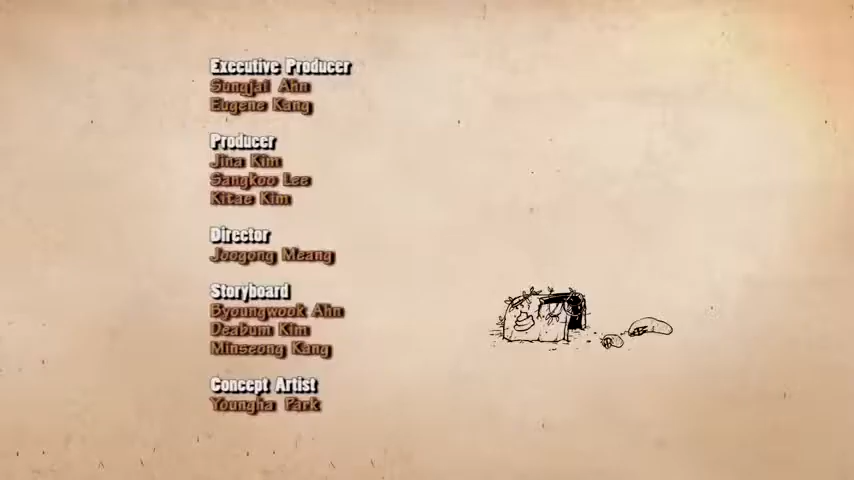 Executive Producer
Sungjai Ahn
Eugene Kang
Producer
Jina Kim
Sangkoo Lee
Kitae Kim
Director
Joogong Meang
Storyboard
Byoungwook Ahn
Deabum Kim
Minseong Kang
Concept Artist
Youngha Park